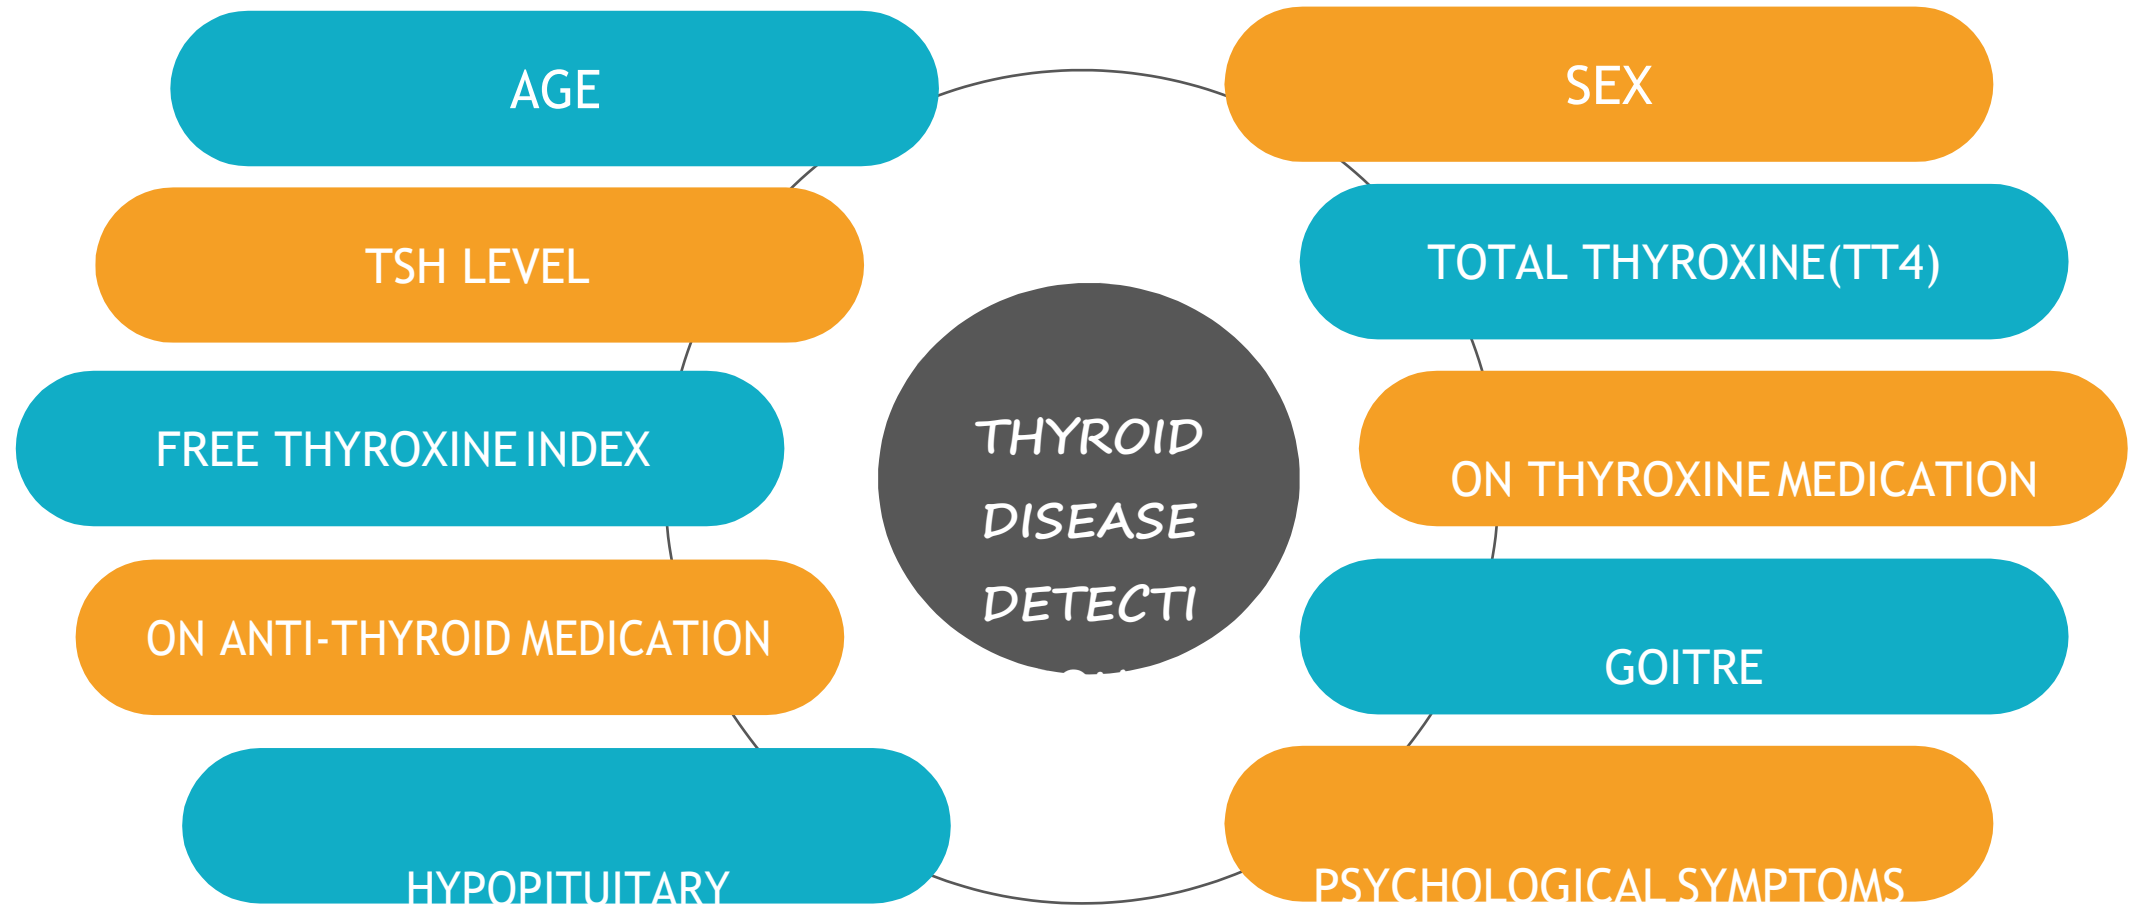 AGE
SEX
TSH LEVEL
TOTAL THYROXINE(TT4)
FREE THYROXINE INDEX
ON THYROXINE MEDICATION
THYROID
DISEASE
DETECTI
ON ANTI-THYROID MEDICATION
GOITRE
HYPOPITUITARY
PSYCHOLOGICAL SYMPTOMS